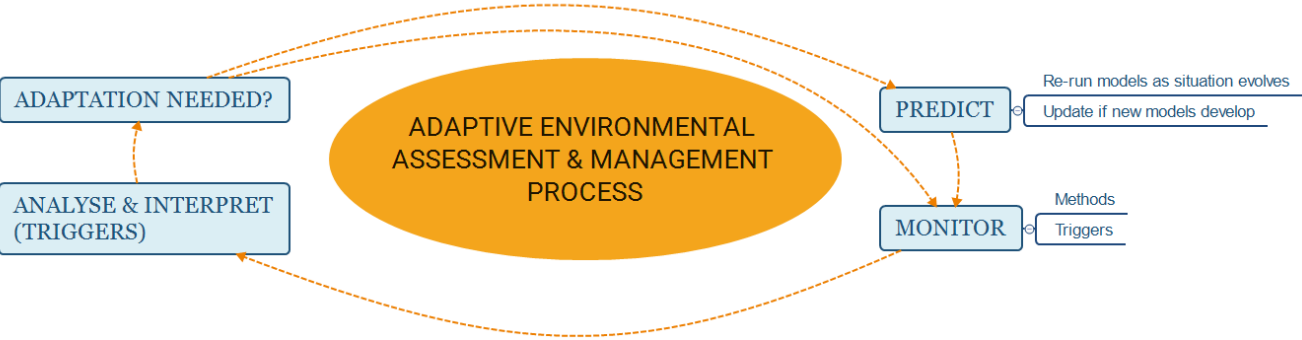 ADAPTATION NEEDED?
ADAPTIVE ENVIRONMENTAL
ASSESSMENT & MANAGEMENT
PROCESS
PREDICT
Re-run models as situation evolves
Update if new models develop
ANALYSE & INTERPRET
(TRIGGERS)
MONITOR
Methods
Triggers